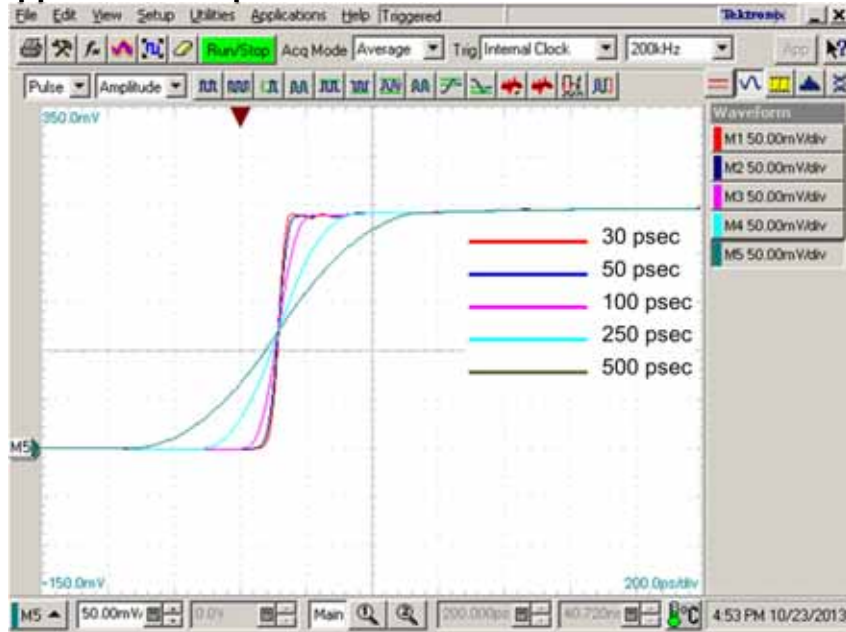 File Edit View Setup Utilities Applications Help Triggered Tektronix
Run/Stop Acq Mode Average Trig Internal Clock 200kHz App
Pulse Amplitude
350.0mV
Waveform
M1 50.00mV/div
M2 50.00mV/div
M3 50.00mV/div
M4 50.00mV/div
M5 50.00mV/div
30 psec
50 psec
100 psec
250 psec
500 psec
M5
-150.0mV 200.0ps/div
M5 50.00mV/ 0.0V Main 200.000ps 40.720ns °C 4:53 PM 10/23/2013